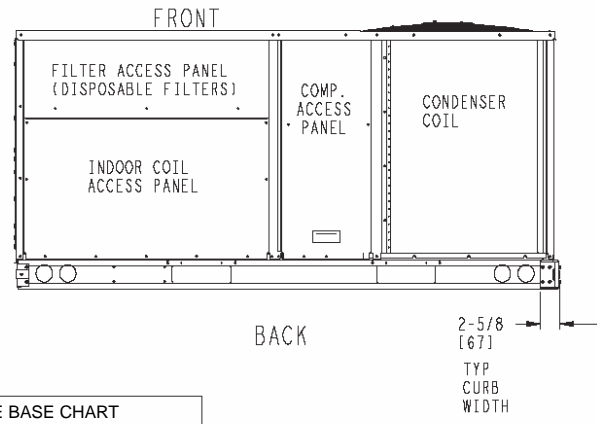 FRONT
FILTER ACCESS PANEL
(DISPOSABLE FILTERS)
COMP.
ACCESS
PANEL
CONDENSER
COIL
INDOOR COIL
ACCESS PANEL
BACK
2-5/8
[67]
TYP
CURB
WIDTH
BASE CHART